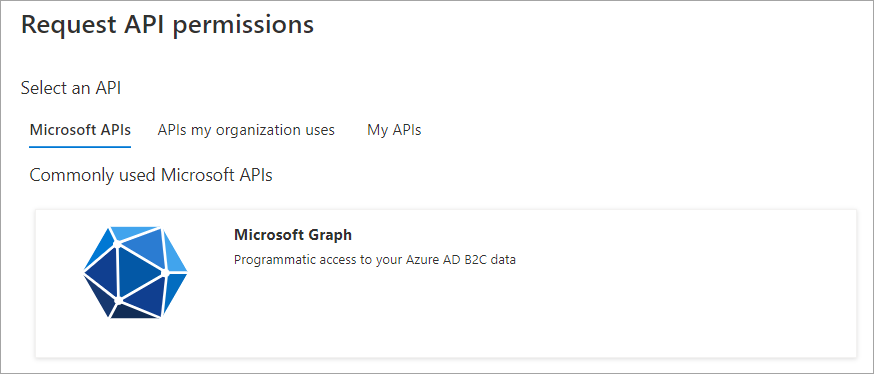 Request API permissions
Select an API
Microsoft APIs
APIs my organization uses
My APIs
Commonly used Microsoft APIs
Microsoft Graph
Programmatic access to your Azure AD B2C data